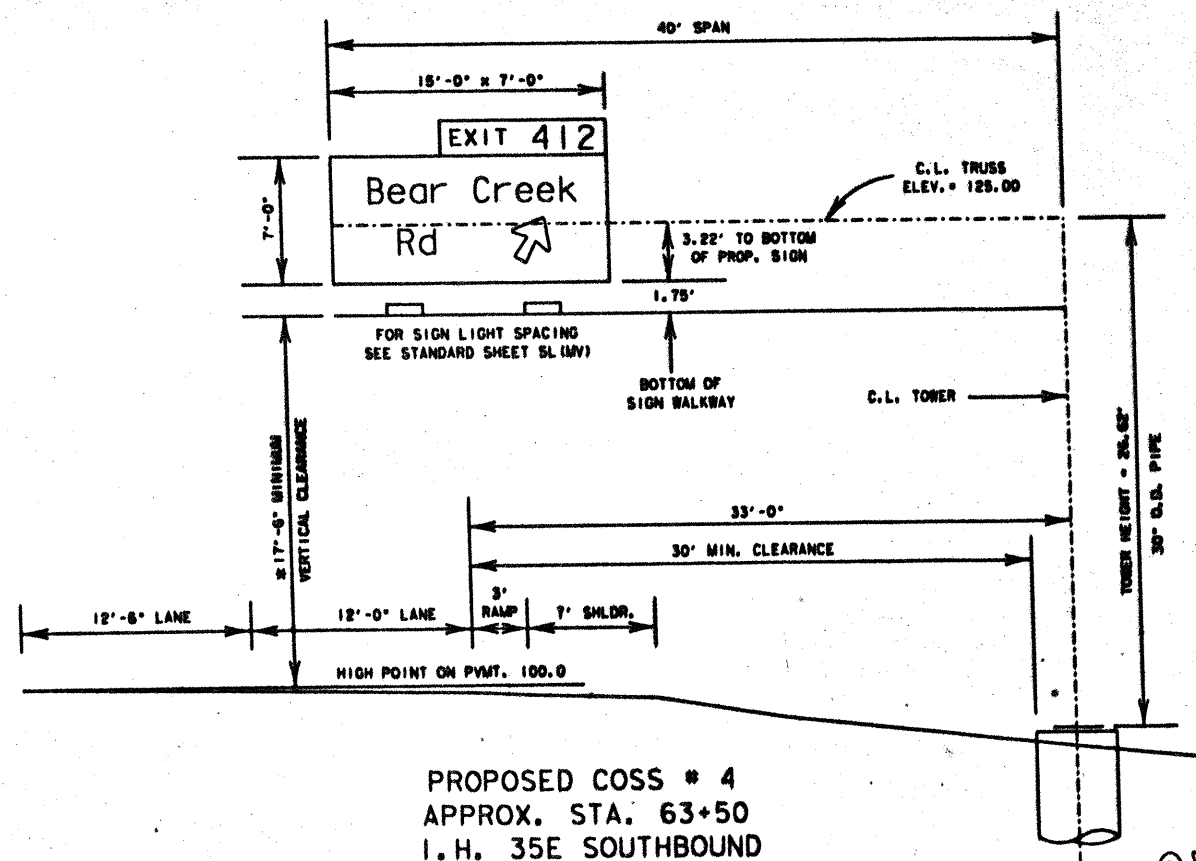 40' SPAN
15'-0" x 7'-0"
EXIT 412
Bear Creek
Rd
7'-0"
C.L. TRUSS
ELEV.= 125.00
3.22' TO BOTTOM
OF PROP. SIGN
1.75'
FOR SIGN LIGHT SPACING
SEE STANDARD SHEET SL(MV)
BOTTOM OF
SIGN WALKWAY
C.L. TOWER
TOWER HEIGHT = 26.62'
30" O.D. PIPE
* 17'-6" MINIMUM
VERTICAL CLEARANCE
33'-0"
30' MIN. CLEARANCE
12'-6" LANE
12'-0" LANE
3'
RAMP
7' SHLDR.
HIGH POINT ON PVMT. 100.0
PROPOSED COSS # 4
APPROX. STA. 63+50
I.H. 35E SOUTHBOUND